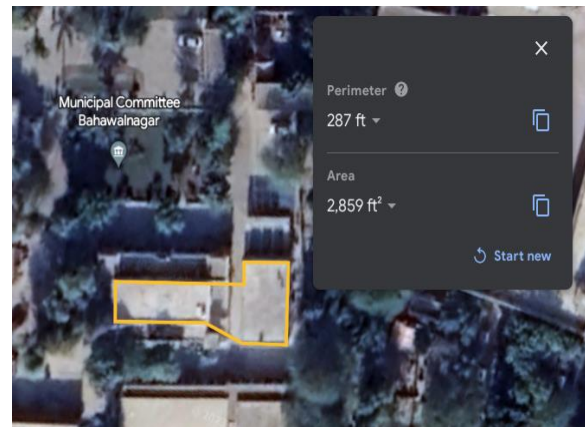 Municipal Committee
Bahawalnagar
Perimeter
287 ft
Area
2,859 ft²
Start new